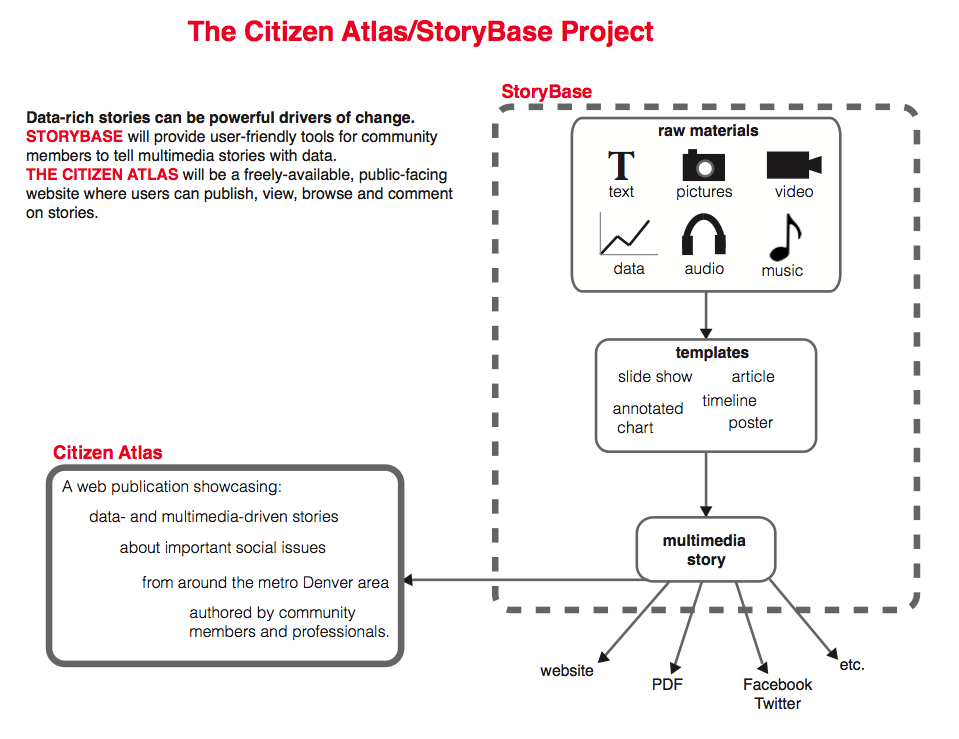 The Citizen Atlas/StoryBase Project
Data-rich stories can be powerful drivers of change.
STORYBASE will provide user-friendly tools for community
members to tell multimedia stories with data.
THE CITIZEN ATLAS will be a freely-available, public-facing
website where users can publish, view, browse and comment
on stories.
StoryBase
raw materials
T
text
pictures
video
data
audio
music
templates
slide show
article
annotated
chart
timeline
poster
multimedia
story
Citizen Atlas
A web publication showcasing:
data- and multimedia-driven stories
about important social issues
from around the metro Denver area
authored by community
members and professionals.
website
PDF
Facebook
Twitter
etc.